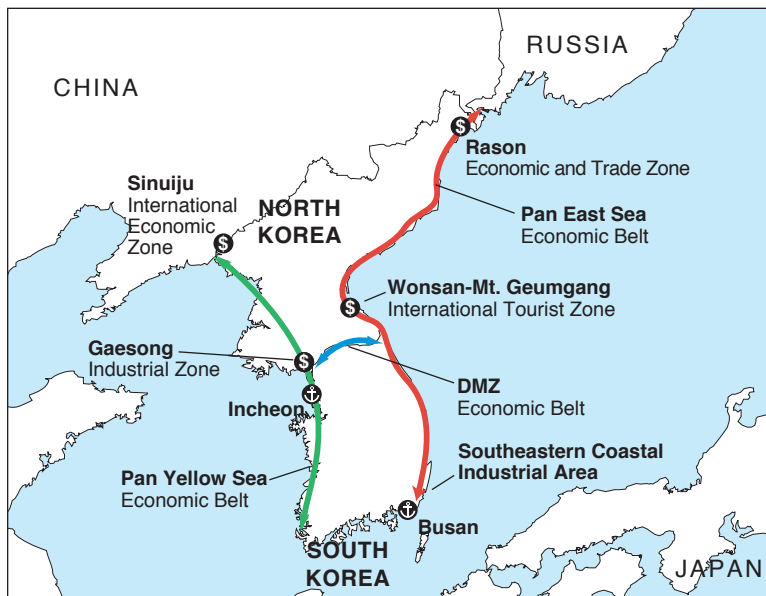 RUSSIA
CHINA
Rason
Economic and Trade Zone
Sinuiju
International
Economic
Zone
NORTH
KOREA
Pan East Sea
Economic Belt
Wonsan-Mt. Geumgang
International Tourist Zone
Gaesong
Industrial Zone
DMZ
Economic Belt
Incheon
Southeastern Coastal
Industrial Area
Pan Yellow Sea
Economic Belt
Busan
SOUTH
KOREA
JAPAN
$
$
$
$